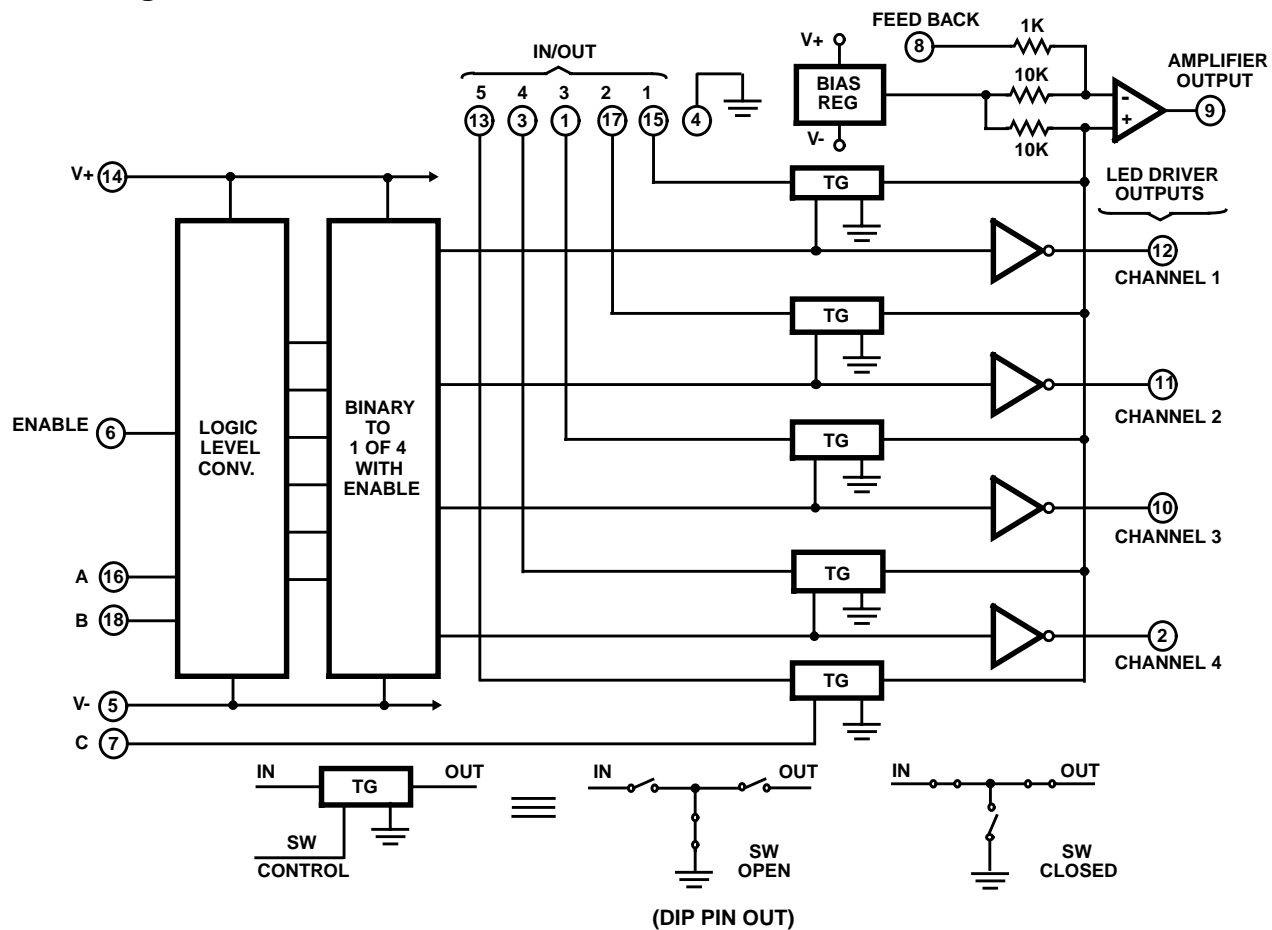 FEED BACK
8
1K
V+
IN/OUT
BIAS
REG
10K
AMPLIFIER
OUTPUT
5 4 3 2 1
13 3 1 17 15 4
-
+
9
V-
10K
V+ 14
TG
LED DRIVER
OUTPUTS
12
CHANNEL 1
TG
11
CHANNEL 2
ENABLE 6
LOGIC
LEVEL
CONV.
BINARY
TO
1 OF 4
WITH
ENABLE
TG
10
CHANNEL 3
A 16
TG
B 18
2
CHANNEL 4
TG
V- 5
C 7
IN TG OUT
SW
CONTROL
IN OUT
SW
OPEN
IN OUT
SW
CLOSED
(DIP PIN OUT)